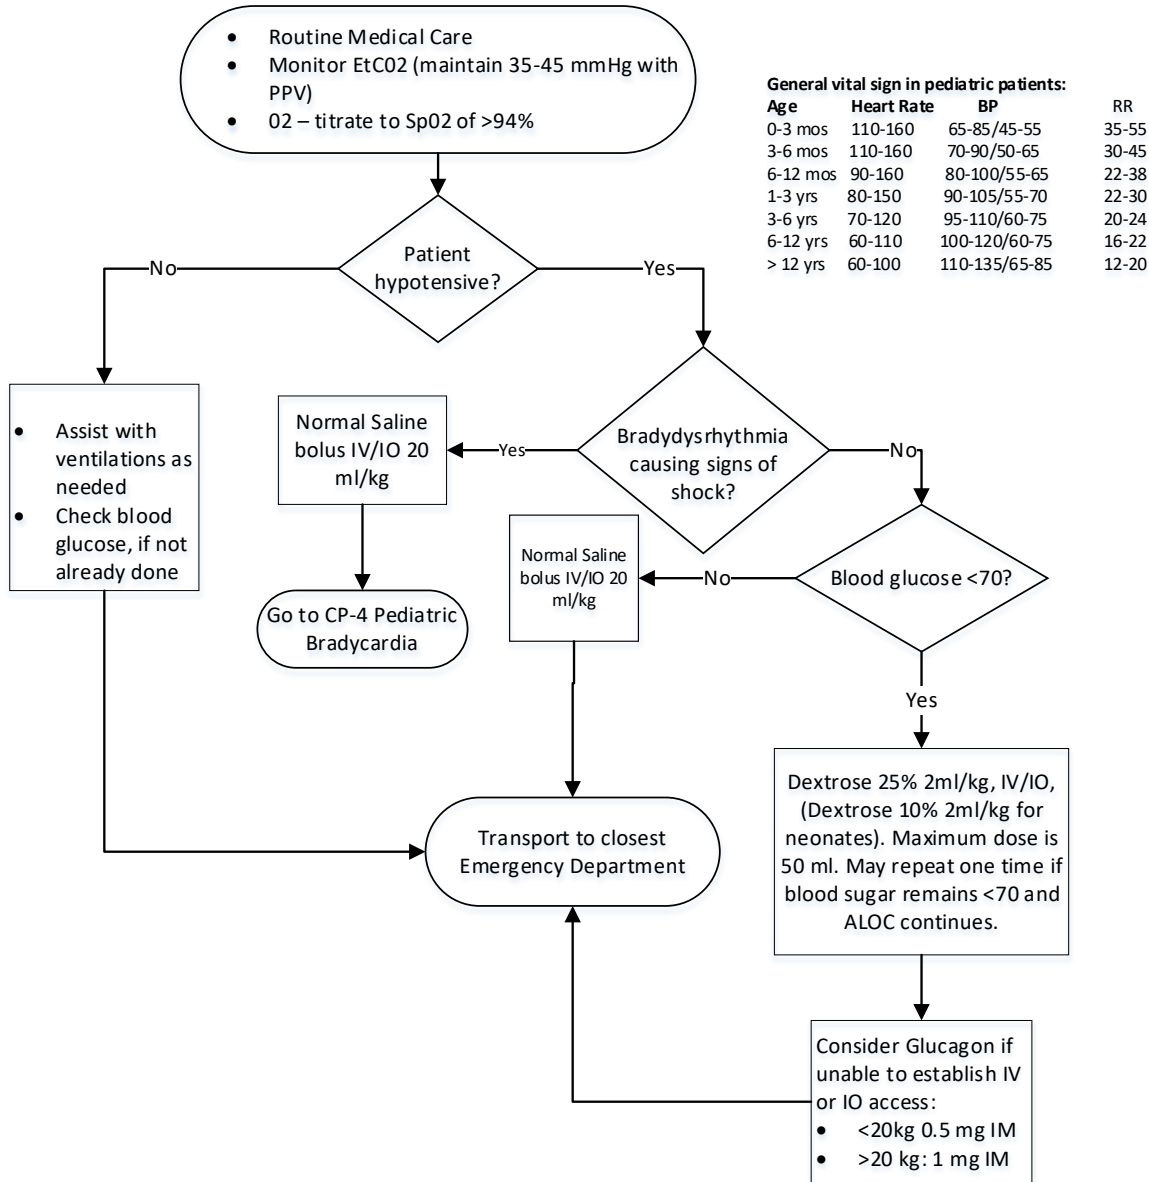 • Routine Medical Care
• Monitor EtC02 (maintain 35-45 mmHg with
PPV)
• 02 – titrate to Sp02 of >94%
General vital sign in pediatric patients:
Age Heart Rate BP RR
0-3 mos 110-160 65-85/45-55 35-55
3-6 mos 110-160 70-90/50-65 30-45
6-12 mos 90-160 80-100/55-65 22-38
1-3 yrs 80-150 90-105/55-70 22-30
3-6 yrs 70-120 95-110/60-75 20-24
6-12 yrs 60-110 100-120/60-75 16-22
> 12 yrs 60-100 110-135/65-85 12-20
Patient
hypotensive?
No
Yes
• Assist with
ventilations as
needed
• Check blood
glucose, if not
already done
Normal Saline
bolus IV/IO 20
ml/kg
Yes
Bradydysrhythmia
causing signs of
shock?
No
Go to CP-4 Pediatric
Bradycardia
Normal Saline
bolus IV/IO 20
ml/kg
No
Blood glucose <70?
Yes
Dextrose 25% 2ml/kg, IV/IO,
(Dextrose 10% 2ml/kg for
neonates). Maximum dose is
50 ml. May repeat one time if
blood sugar remains <70 and
ALOC continues.
Transport to closest
Emergency Department
Consider Glucagon if
unable to establish IV
or IO access:
• <20kg 0.5 mg IM
• >20 kg: 1 mg IM